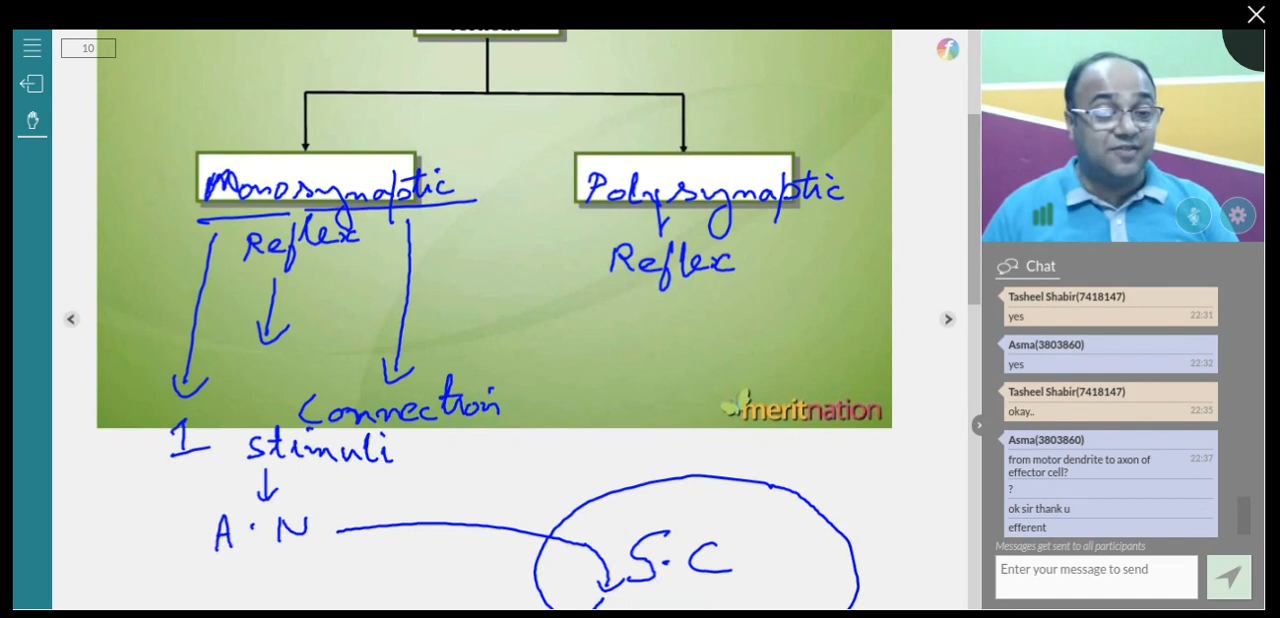 10
Monosynaptic
Reflex
Polysynaptic
Reflex
1
Connection
stimuli
A.N
S.C
meritnation
Chat
Tasheel Shabir(7418147)
yes 22:31
Asma(3803860)
yes 22:32
Tasheel Shabir(7418147)
okay.. 22:35
Asma(3803860)
from motor dendrite to axon of 22:37
effector cell?
?
ok sir thank u
efferent
Messages get sent to all participants
Enter your message to send